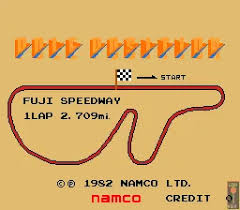 START
FUJI SPEEDWAY
1LAP 2.709mi.
© 1982 NAMCO LTD.
namco CREDIT